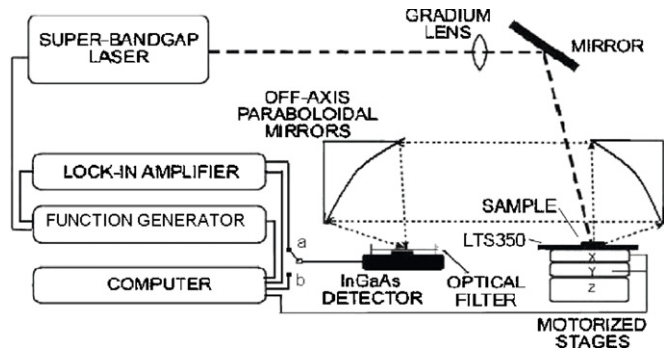 GRADIUM
LENS
SUPER-BANDGAP
LASER
MIRROR
OFF-AXIS
PARABOLOIDAL
MIRRORS
LOCK-IN AMPLIFIER
SAMPLE
FUNCTION GENERATOR
LTS350
a
X
COMPUTER
b
Y
InGaAs
DETECTOR
OPTICAL
FILTER
Z
MOTORIZED
STAGES